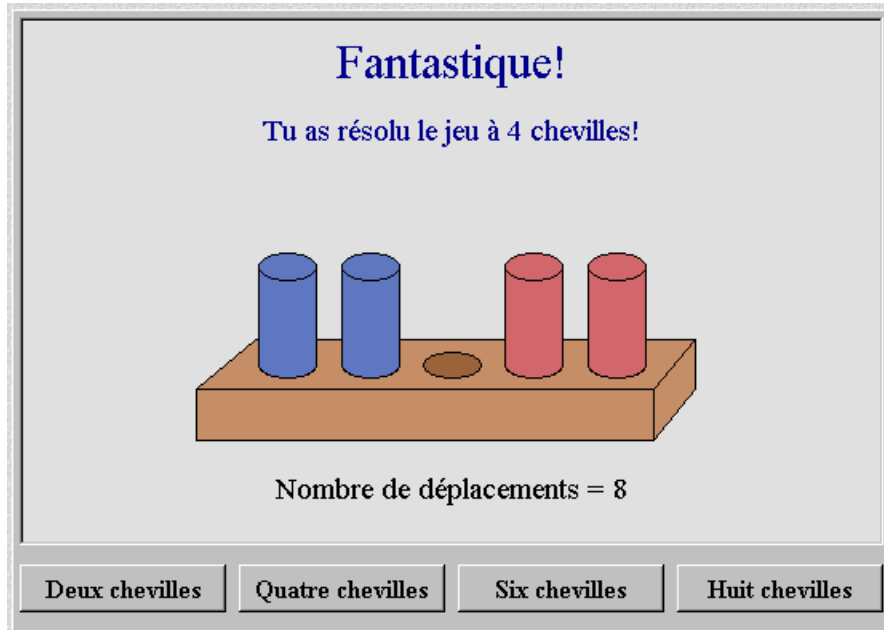 Fantastique!
Tu as résolu le jeu à 4 chevilles!
Nombre de déplacements = 8
Deux chevilles Quatre chevilles Six chevilles Huit chevilles